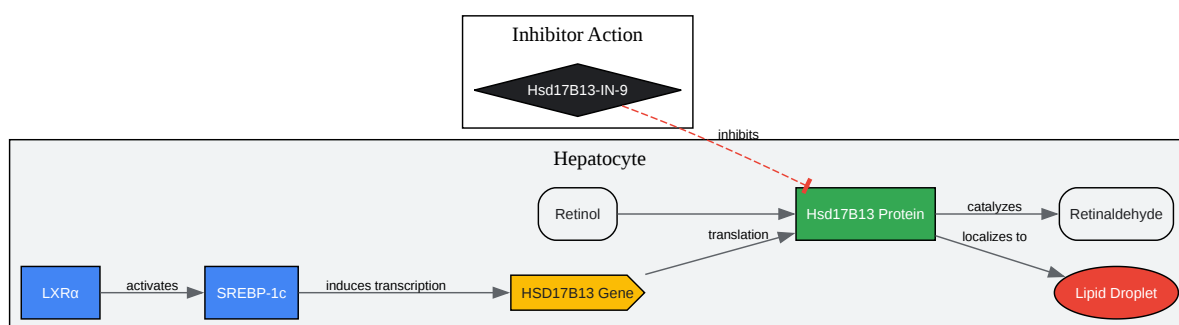 Inhibitor Action
Hsd17B13-IN-9
inhibits
Hepatocyte
Retinol
Hsd17B13 Protein
catalyzes
Retinaldehyde
translation
localizes to
LXRα
activates
SREBP-1c
induces transcription
HSD17B13 Gene
Lipid Droplet